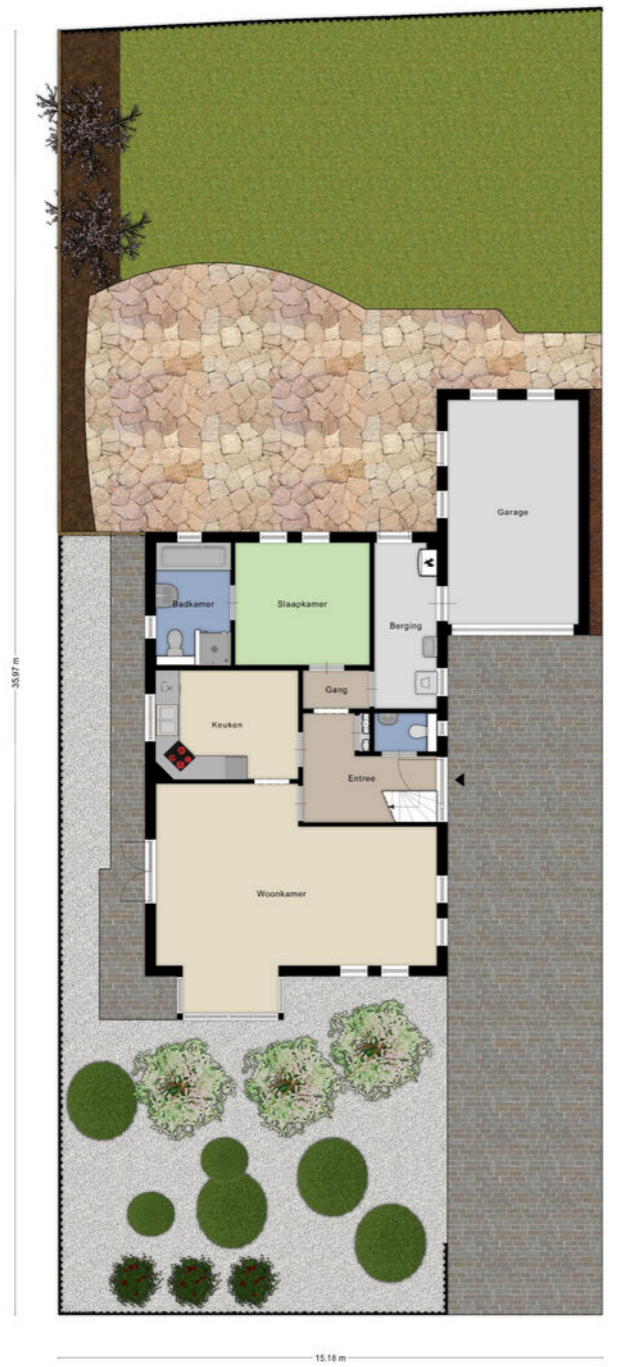 Garage
Badkamer
Slaapkamer
Berging
Gang
Keuken
Entree
Woonkamer
35.97 m
15.18 m